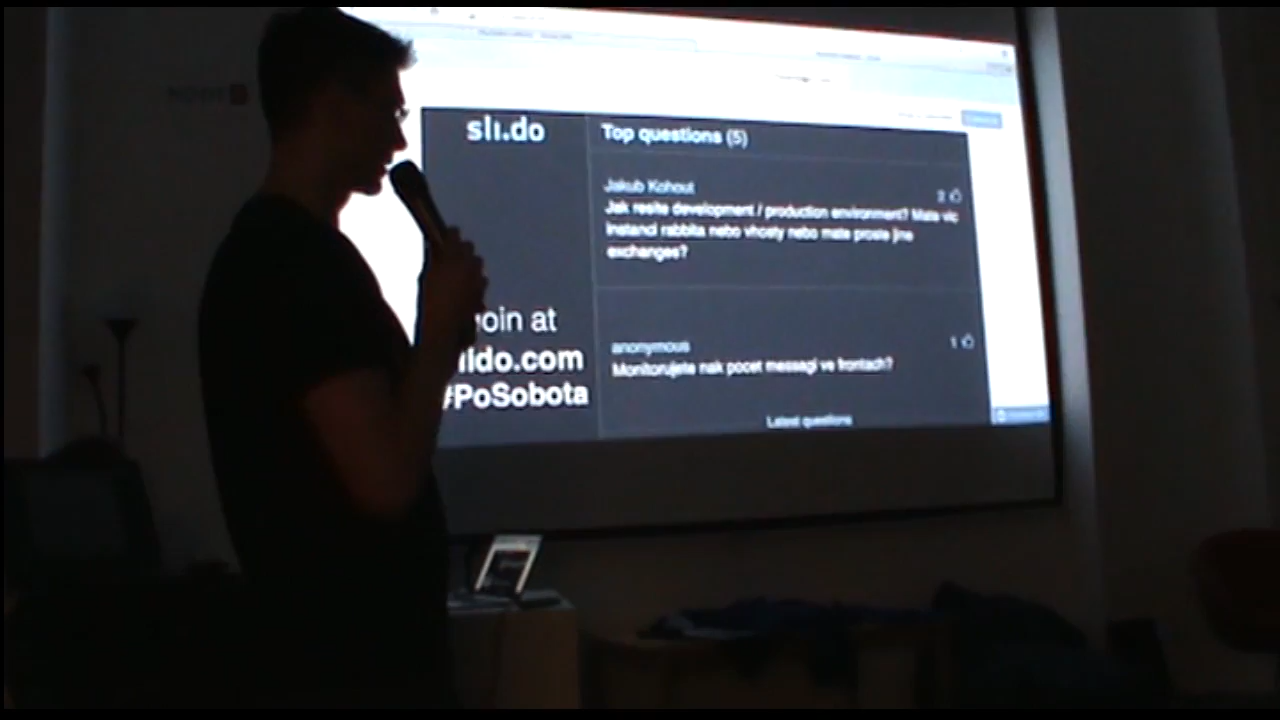 sli.do
Top questions (5)
Jakub Kohout
2
Jak resite development / production environment? Mate vic
instanci rabbita nebo vhosty nebo mate proste jine
exchanges?
anonymous
1
Monitorujete nak pocet messagi ve frontach?
Latest questions
oin at
ido.com
#PoSobota